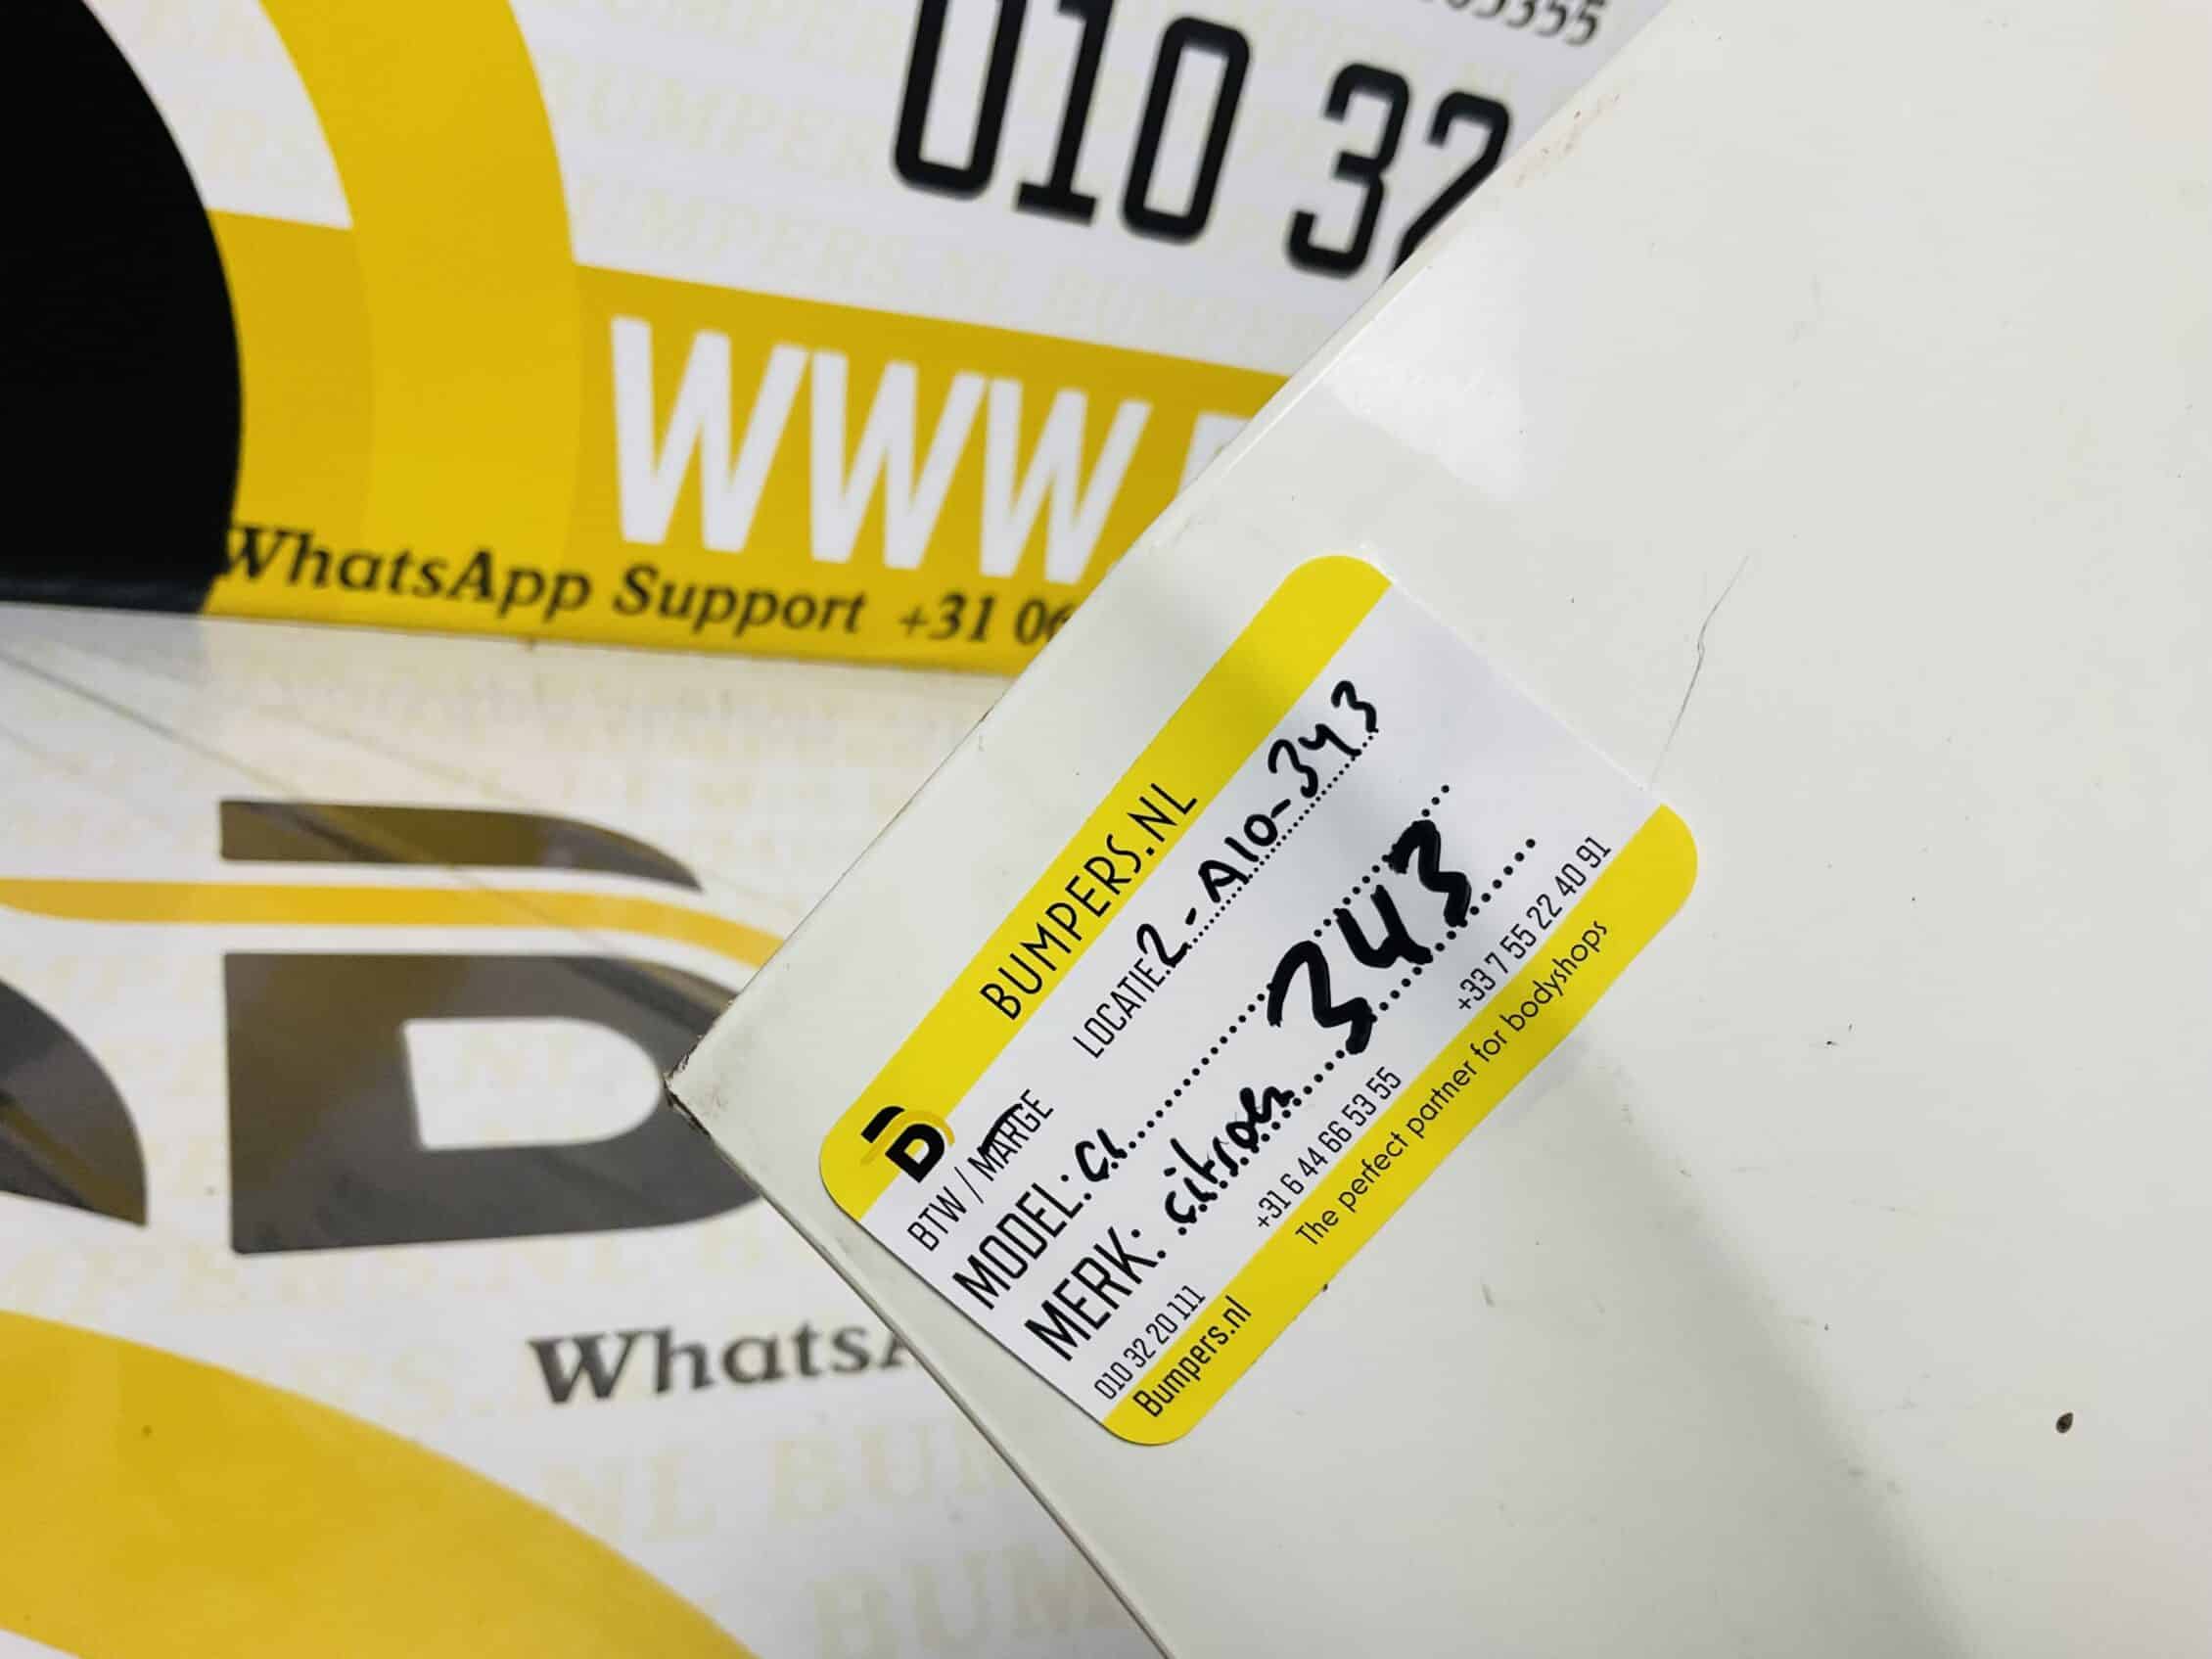 010 32
WWW.
WhatsApp Support +31 06
BUMPERS.NL
BTW / MARGE LOCATIE: 2-A10-343
MODEL: C1
343
MERK: citroen
010 32 20 111 +31 6 44 66 53 55 +33 7 55 22 40 91
Bumpers.nl The perfect partner for bodyshops
WhatsA